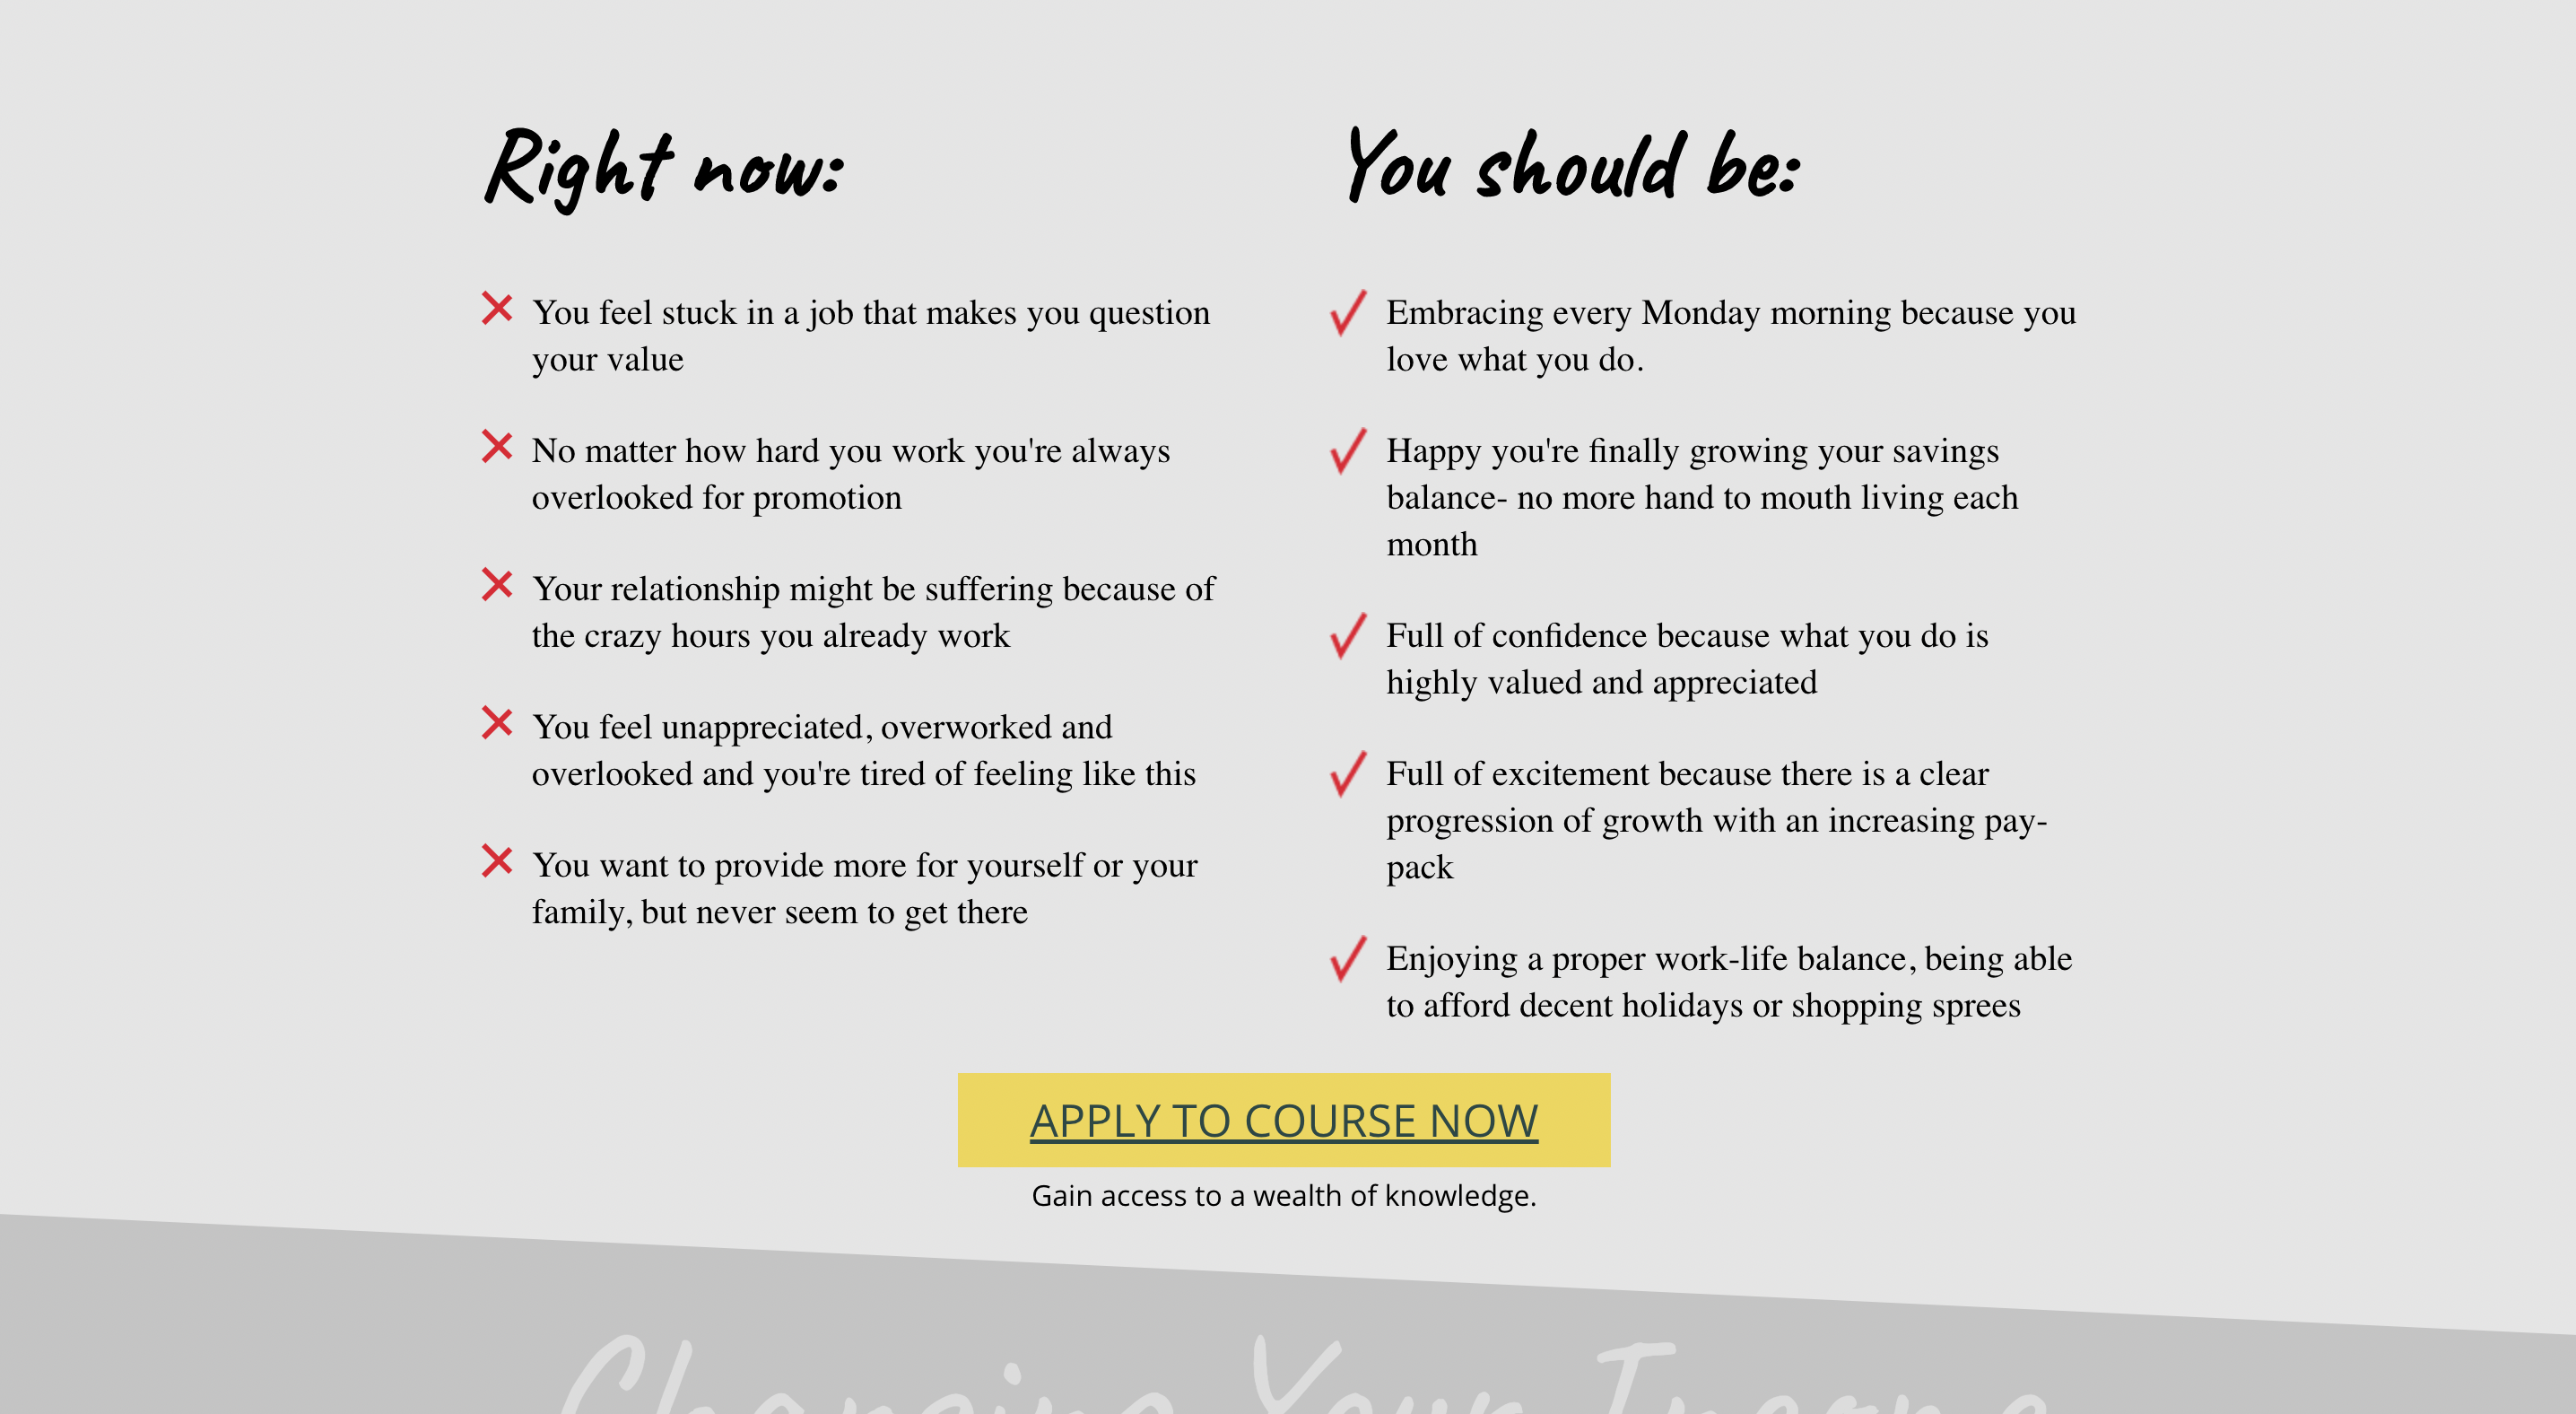 Right now:
You feel stuck in a job that makes you question
your value
No matter how hard you work you're always
overlooked for promotion
Your relationship might be suffering because of
the crazy hours you already work
You feel unappreciated, overworked and
overlooked and you're tired of feeling like this
You want to provide more for yourself or your
family, but never seem to get there
You should be:
Embracing every Monday morning because you
love what you do.
Happy you're finally growing your savings
balance- no more hand to mouth living each
month
Full of confidence because what you do is
highly valued and appreciated
Full of excitement because there is a clear
progression of growth with an increasing pay-
pack
Enjoying a proper work-life balance, being able
to afford decent holidays or shopping sprees
APPLY TO COURSE NOW
Gain access to a wealth of knowledge.
Changing Your Income